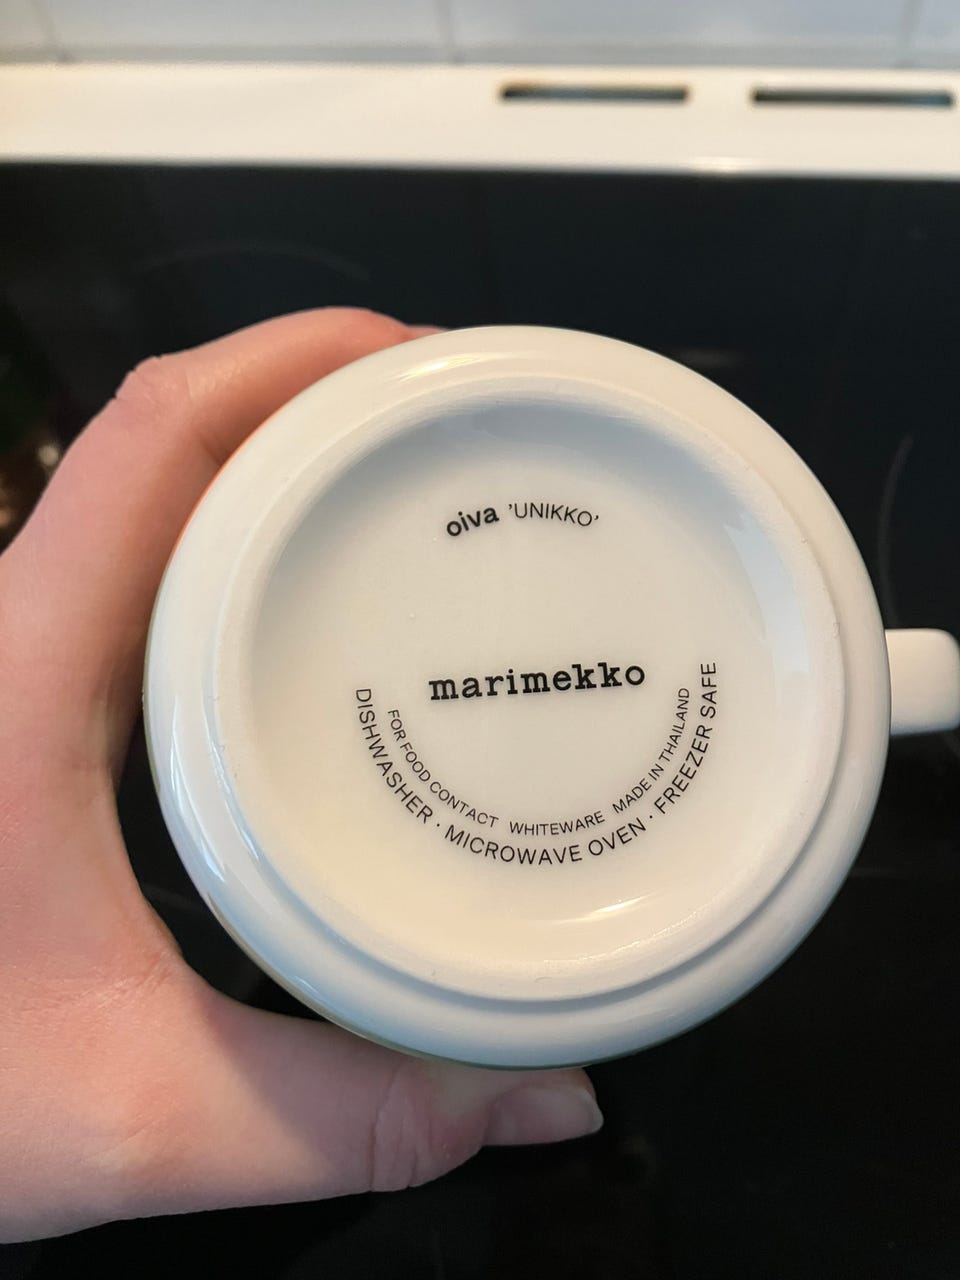 oiva ’UNIKKO’
marimekko
FOR FOOD CONTACT WHITEWARE MADE IN THAILAND
DISHWASHER · MICROWAVE OVEN · FREEZER SAFE